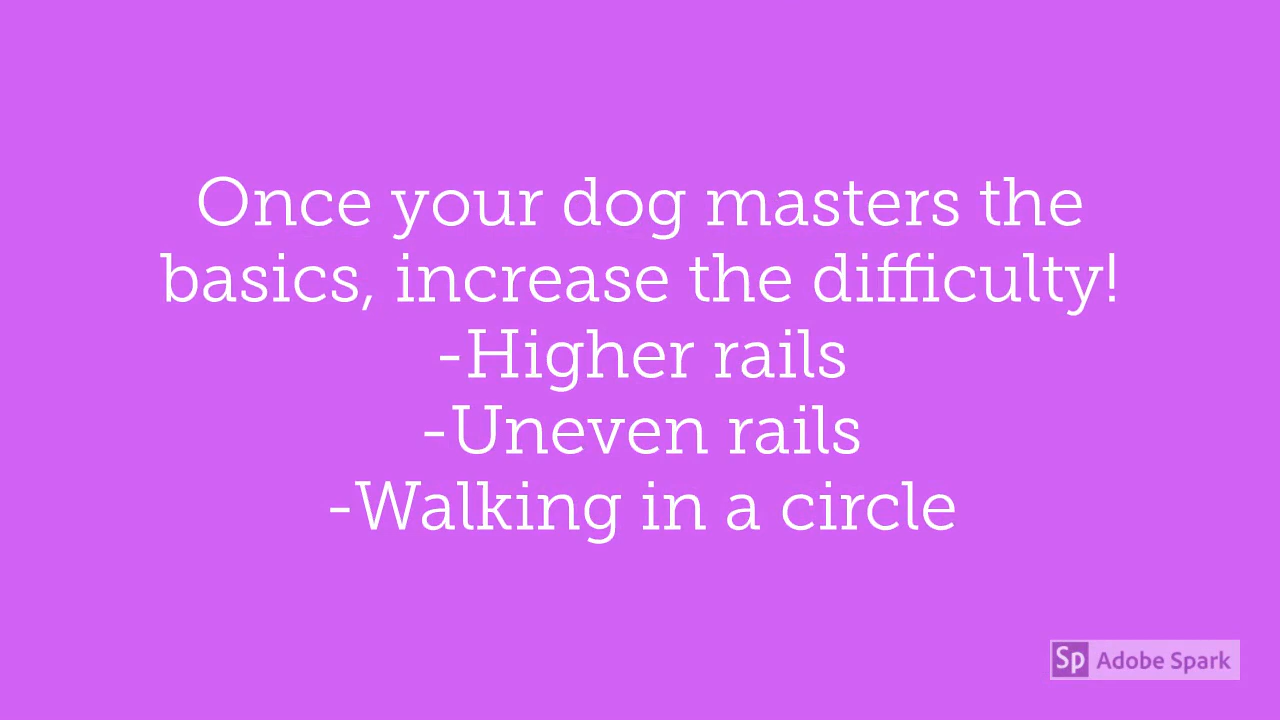 Once your dog masters the
basics, increase the difficulty!
-Higher rails
-Uneven rails
-Walking in a circle
Sp Adobe Spark